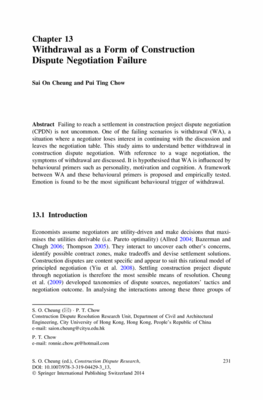 Chapter 13
Withdrawal as a Form of Construction
Dispute Negotiation Failure
Sai On Cheung and Pui Ting Chow
Abstract Failing to reach a settlement in construction project dispute negotiation
(CPDN) is not uncommon. One of the failing scenarios is withdrawal (WA), a
situation where a negotiator loses interest in continuing with the discussion and
leaves the negotiation table. This study aims to better understand withdrawal in
construction dispute negotiation. With reference to a wage negotiation, the
symptoms of withdrawal are discussed. It is hypothesised that WA is influenced by
behavioural primers such as personality, motivation and cognition. A framework
between WA and these behavioural primers is proposed and empirically tested.
Emotion is found to be the most significant behavioural trigger of withdrawal.
13.1 Introduction
Economists assume negotiators are utility-driven and make decisions that maxi-
mises the utilities derivable (i.e. Pareto optimality) (Allred 2004; Bazerman and
Chugh 2006; Thompson 2005). They interact to uncover each other's concerns,
identify possible contract zones, make tradeoffs and devise settlement solutions.
Construction disputes are content specific and appear to suit this rational model of
principled negotiation (Yiu et al. 2008). Settling construction project dispute
through negotiation is therefore the most sensible means of resolution. Cheung
et al. (2009) developed taxonomies of dispute sources, negotiators' tactics and
negotiation outcome. In analysing the interactions among these three groups of
S. O. Cheung (✉) · P. T. Chow
Construction Dispute Resolution Research Unit, Department of Civil and Architectural
Engineering, City University of Hong Kong, Hong Kong, People's Republic of China
e-mail: saion.cheung@cityu.edu.hk
P. T. Chow
e-mail: romie.chow.pt@hotmail.com
S. O. Cheung (ed.), Construction Dispute Research,
DOI: 10.1007/978-3-319-04429-3_13,
© Springer International Publishing Switzerland 2014
231